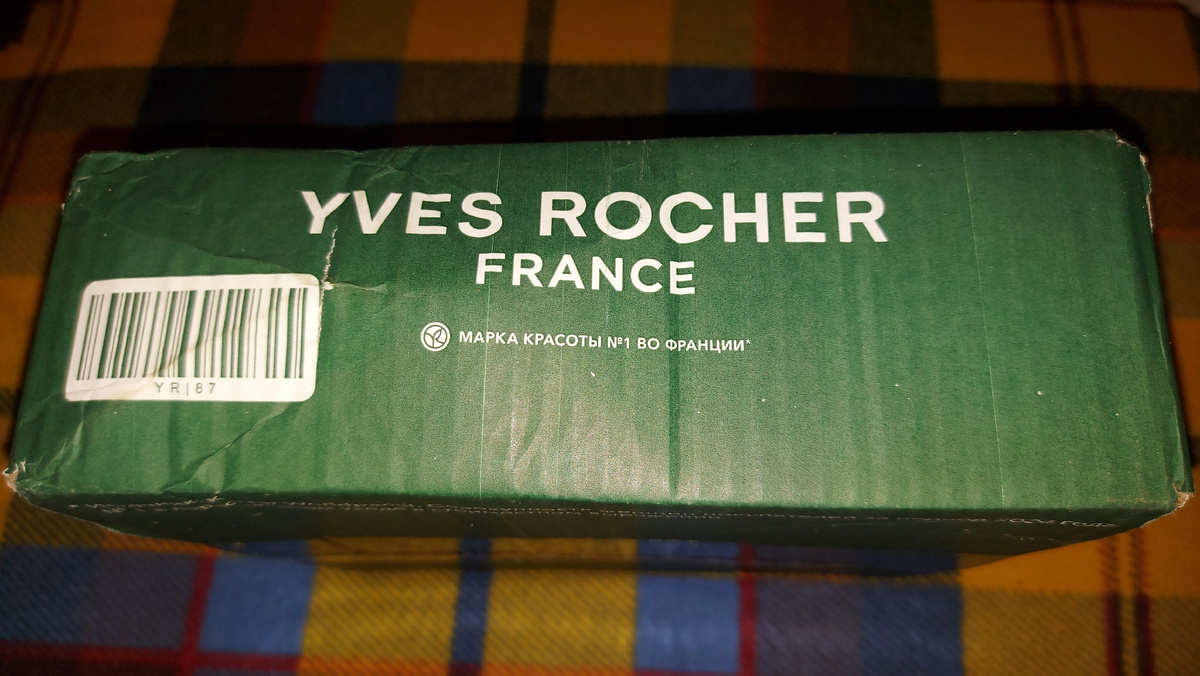 YVES ROCHER
FRANCE
МАРКА КРАСОТЫ №1 ВО ФРАНЦИИ*
YR|87